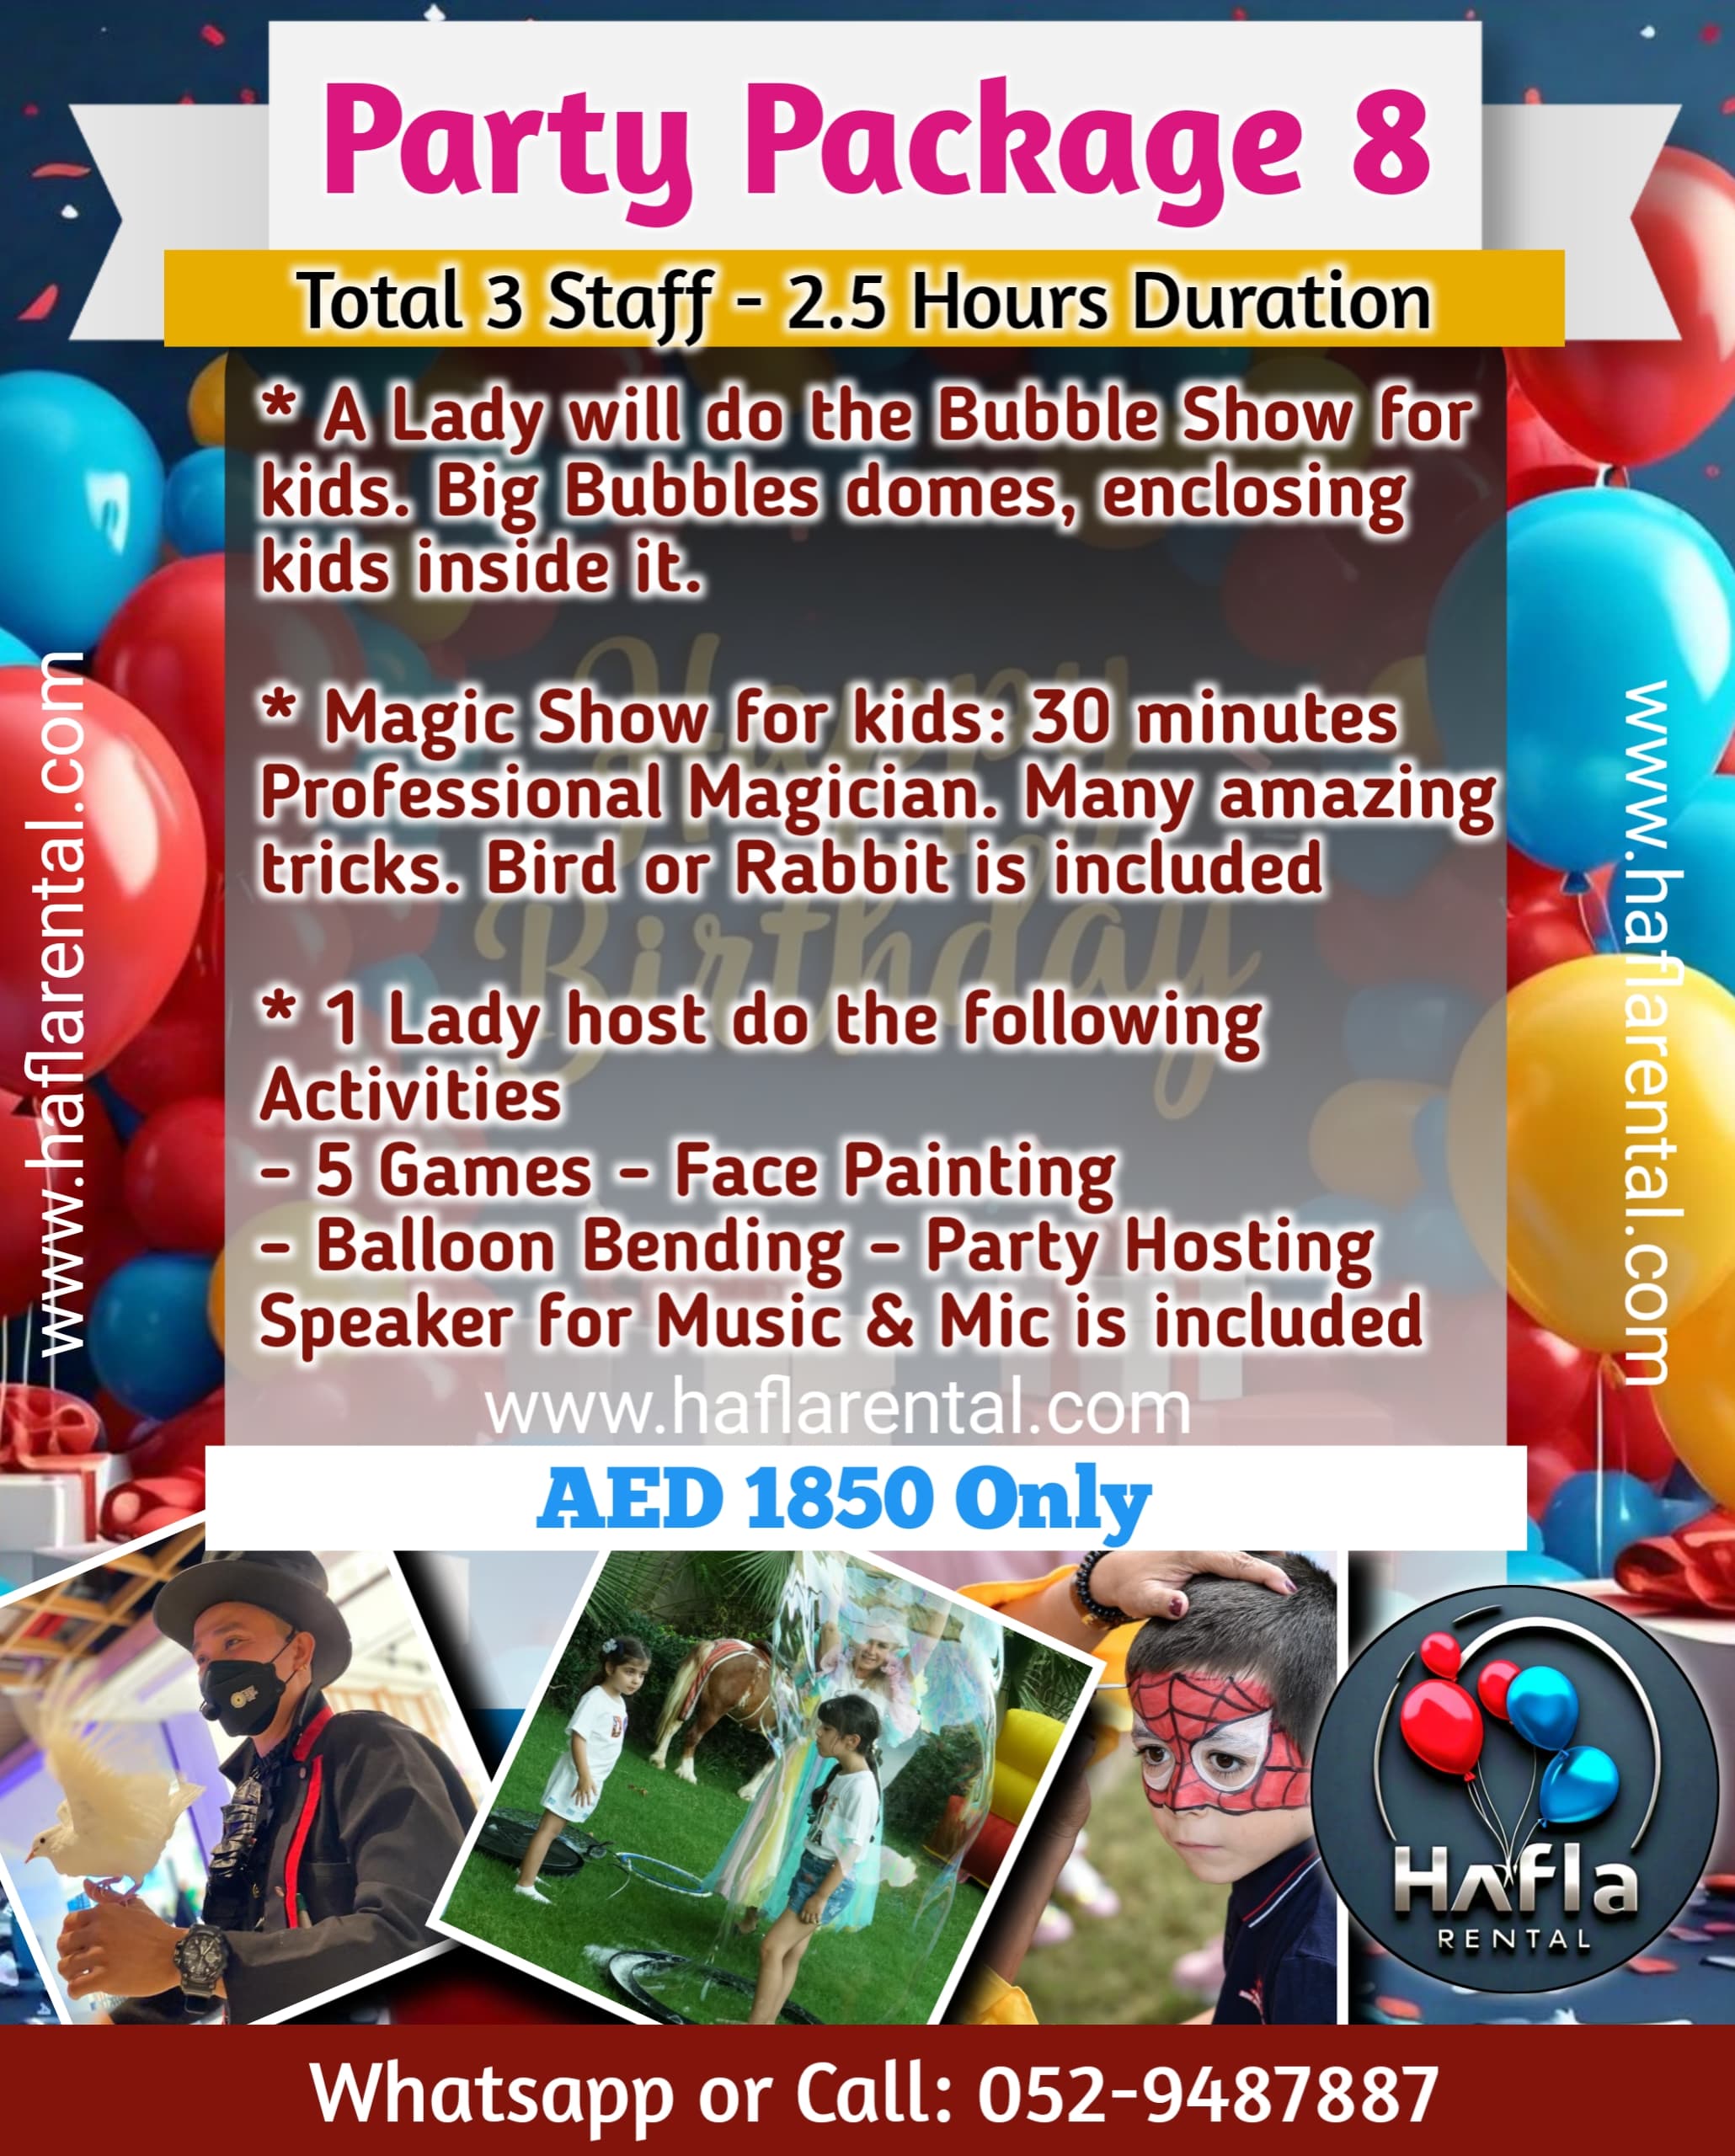 Party Package 8
Total 3 Staff - 2.5 Hours Duration
* A Lady will do the Bubble Show for
kids. Big Bubbles domes, enclosing
kids inside it.
* Magic Show for kids: 30 minutes
Professional Magician. Many amazing
tricks. Bird or Rabbit is included
* 1 Lady host do the following
Activities
- 5 Games - Face Painting
- Balloon Bending - Party Hosting
Speaker for Music & Mic is included
www.haflarental.com
AED 1850 Only
www.haflarental.com
www.haflarental.com
Happy
Birthday
Hafla
RENTAL
Whatsapp or Call: 052-9487887